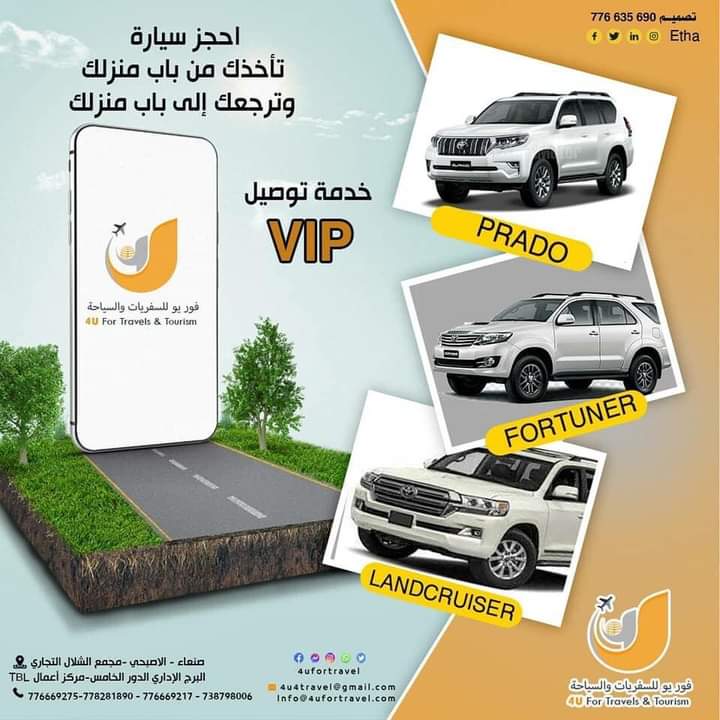 تصميـم 690 635 776
Etha
احجز سيارة
تأخذك من باب منزلك
وترجعك إلى باب منزلك
خدمة توصيل
VIP
فور يو للسفريات والسياحة
4U For Travels & Tourism
PRADO
FORTUNER
LANDCRUISER
صنعاء - الاصبحي -مجمع الشلال التجاري
البرج الإداري الدور الخامس-مركز أعمال TBL
776669275-778281890 - 776669217 - 738798006
4ufortravel
4u4travel@gmail.com
Info@4ufortravel.com
فور يو للسفريات والسياحة
4U For Travels & Tourism